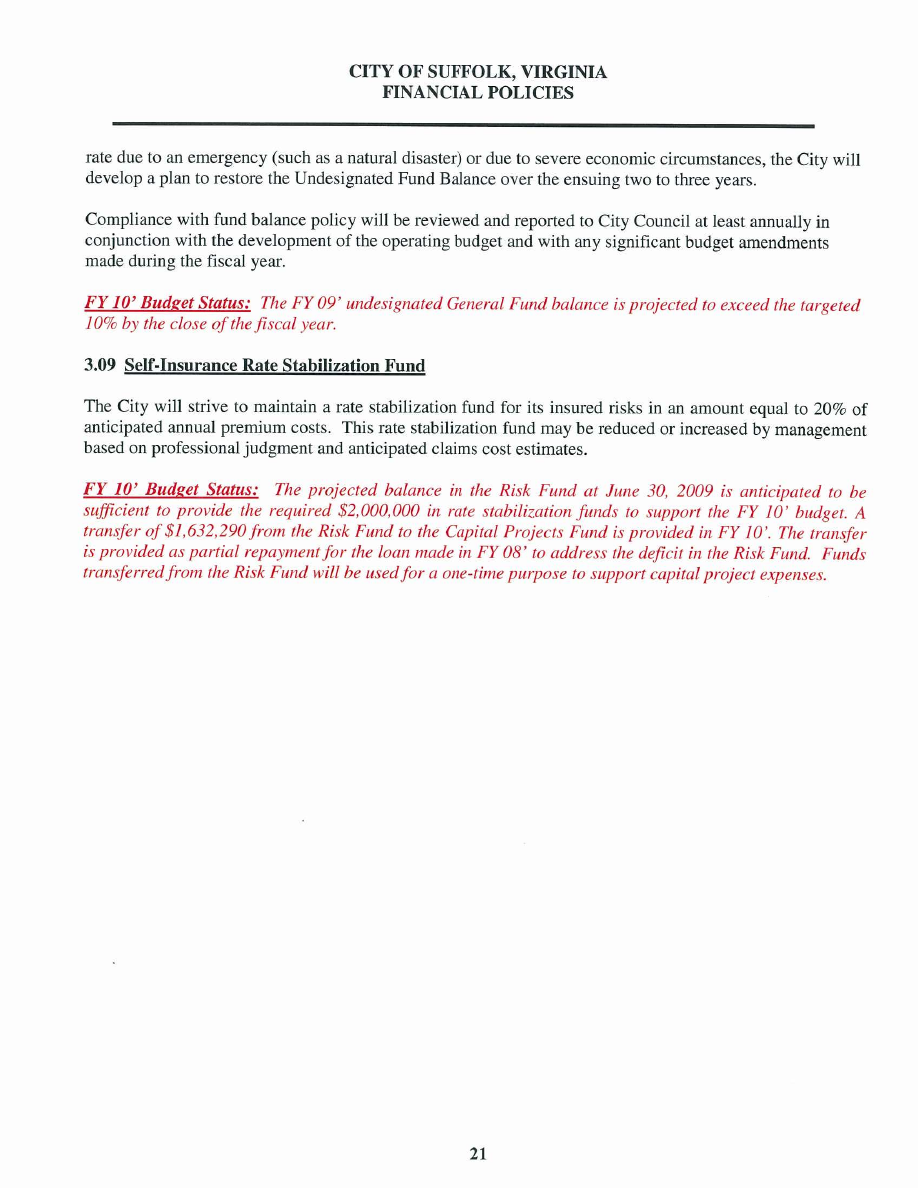 CITY OF SUFFOLK, VIRGINIA
FINANCIAL POLICIES
rate due to an emergency (such as a natural disaster) or due to severe economic circumstances, the City will
develop a plan to restore the Undesignated Fund Balance over the ensuing two to three years.
Compliance with fund balance policy will be reviewed and reported to City Council at least annually in
conjunction with the development of the operating budget and with any significant budget amendments
made during the fiscal year.
FY 10' Budget Status: The FY 09' undesignated General Fund balance is projected to exceed the targeted
10% by the close of the fiscal year.
3.09 Self-Insurance Rate Stabilization Fund
The City will strive to maintain a rate stabilization fund for its insured risks in an amount equal to 20% of
anticipated annual premium costs. This rate stabilization fund may be reduced or increased by management
based on professional judgment and anticipated claims cost estimates.
FY 10' Budget Status: The projected balance in the Risk Fund at June 30, 2009 is anticipated to be
sufficient to provide the required $2,000,000 in rate stabilization funds to support the FY 10' budget. A
transfer of $1,632,290 from the Risk Fund to the Capital Projects Fund is provided in FY 10'. The transfer
is provided as partial repayment for the loan made in FY 08' to address the deficit in the Risk Fund. Funds
transferred from the Risk Fund will be used for a one-time purpose to support capital project expenses.
21